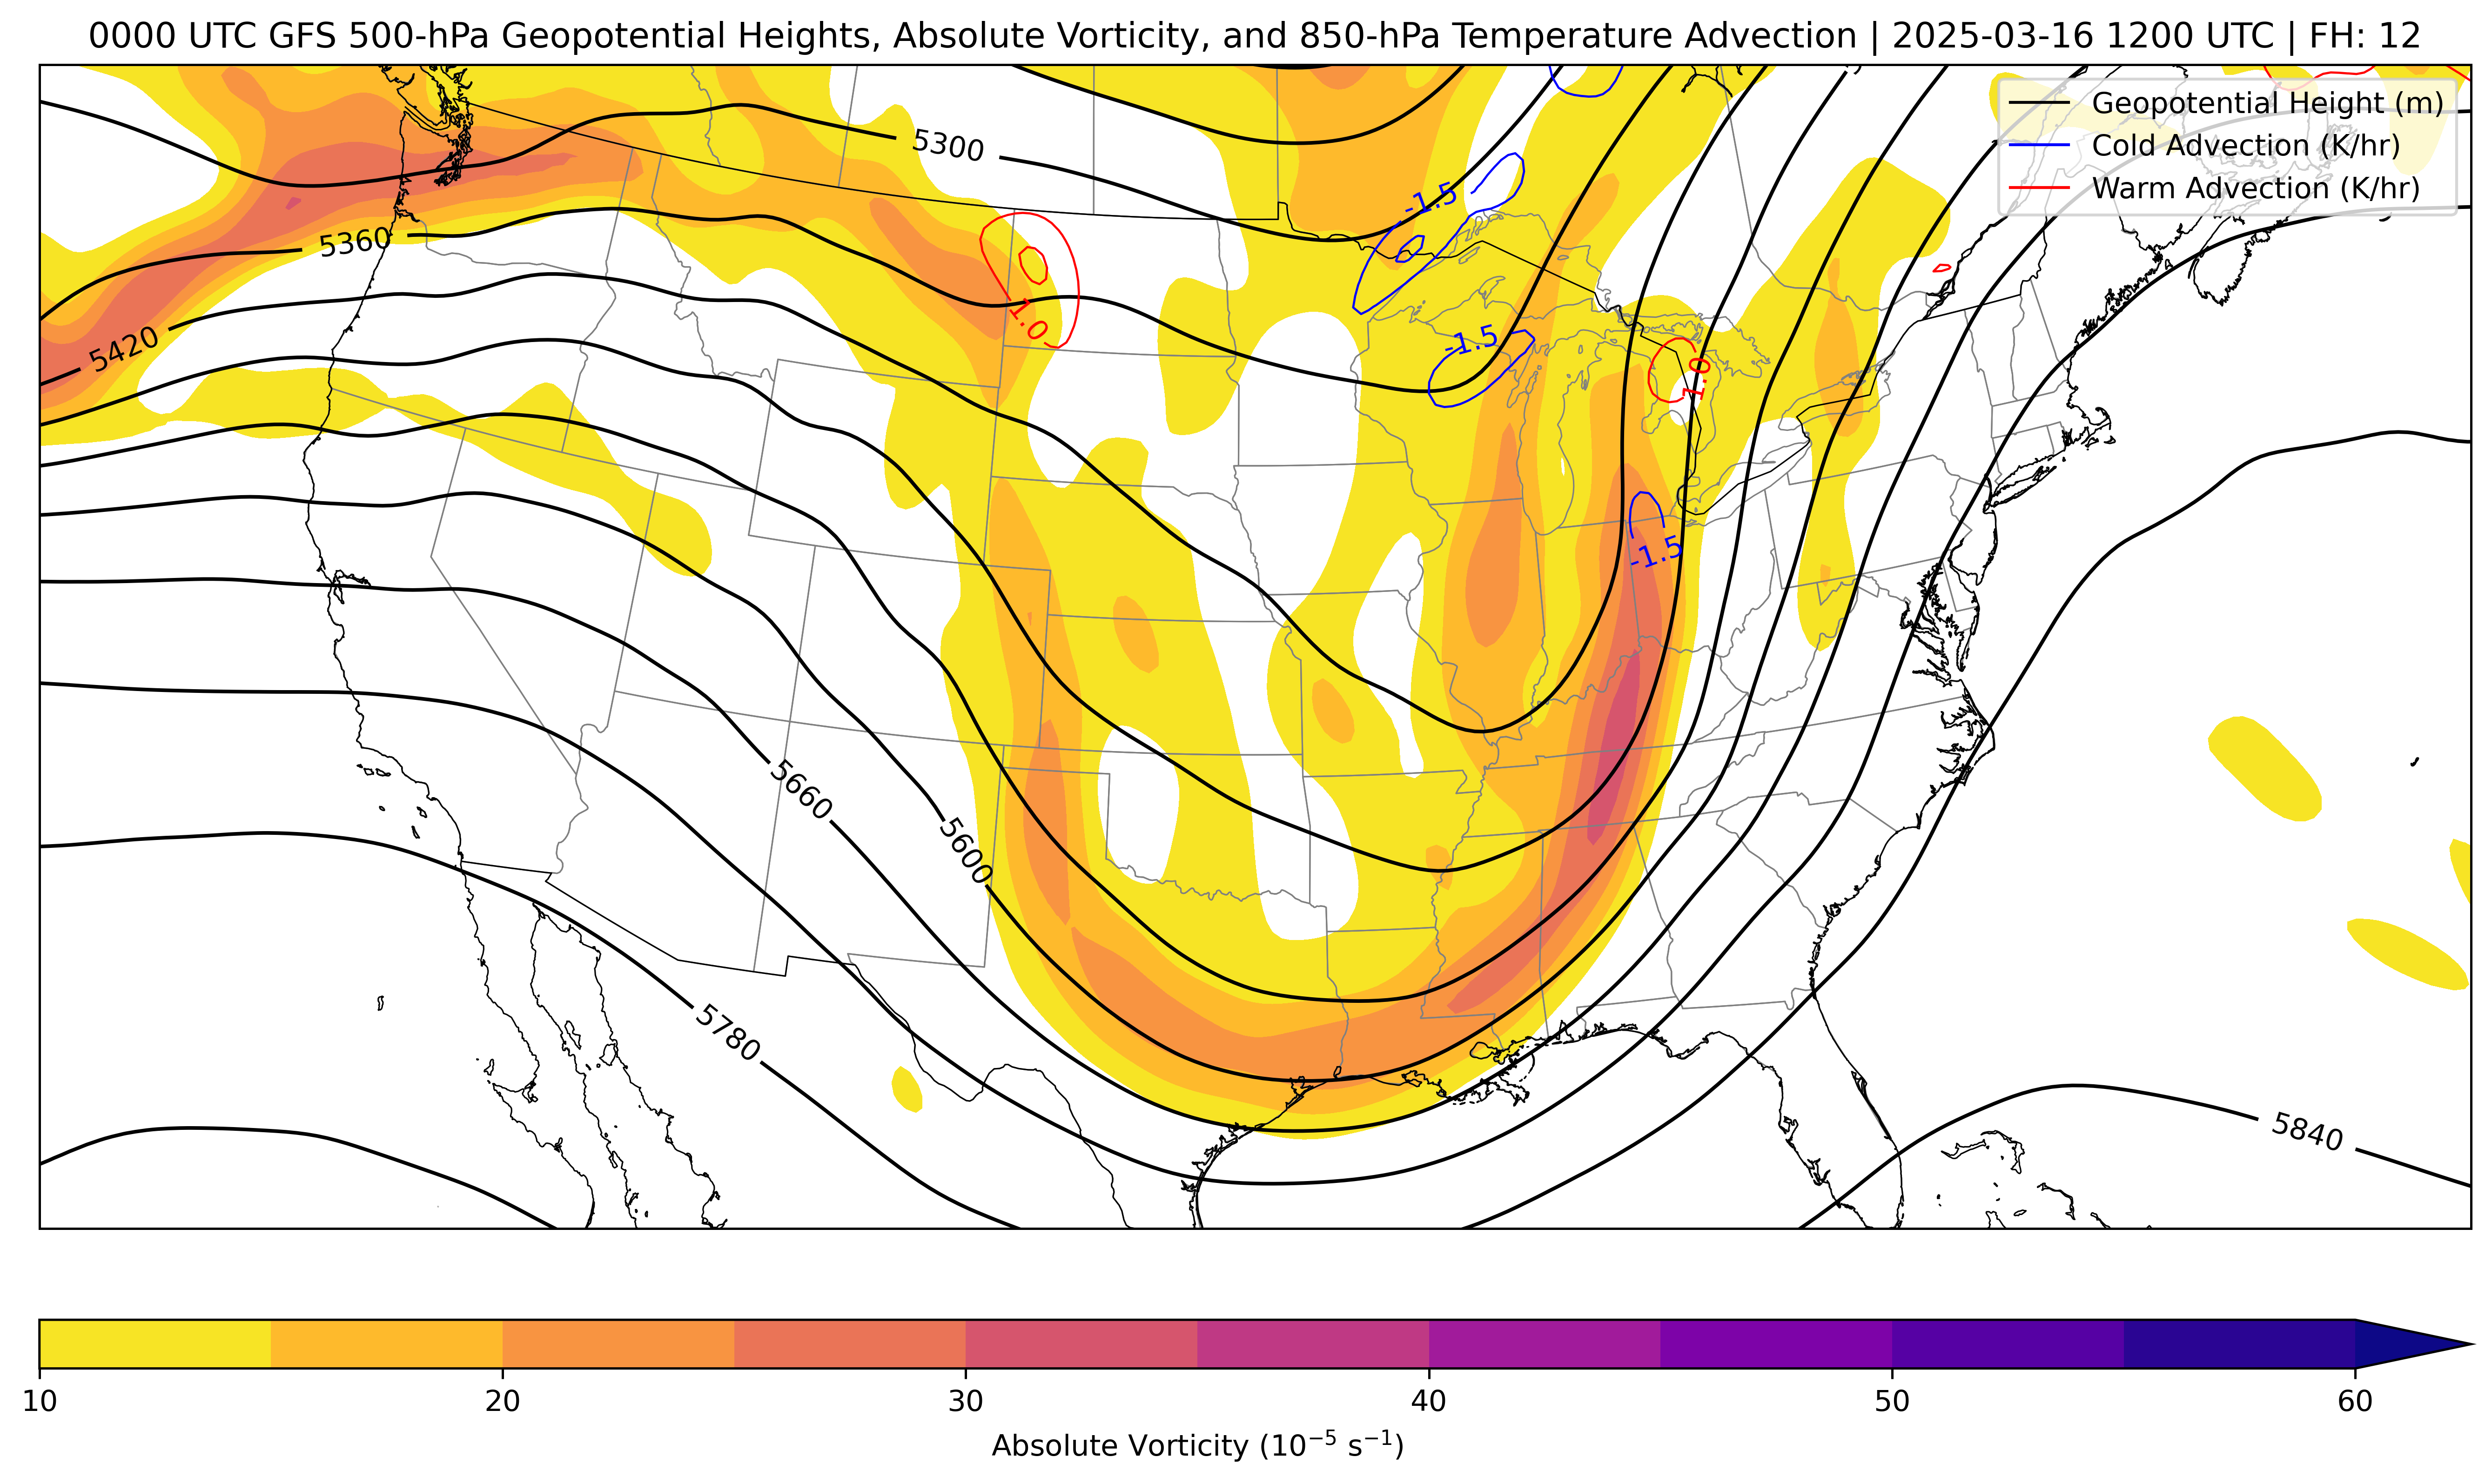 0000 UTC GFS 500-hPa Geopotential Heights, Absolute Vorticity, and 850-hPa Temperature Advection | 2025-03-16 1200 UTC | FH: 12
Geopotential Height (m)
Cold Advection (K/hr)
Warm Advection (K/hr)
5300
-1.5
5360
1.0
5420
-1.5
1.0
-1.5
5660
5600
5780
5840
10 20 30 40 50 60
Absolute Vorticity (10⁻⁵ s⁻¹)